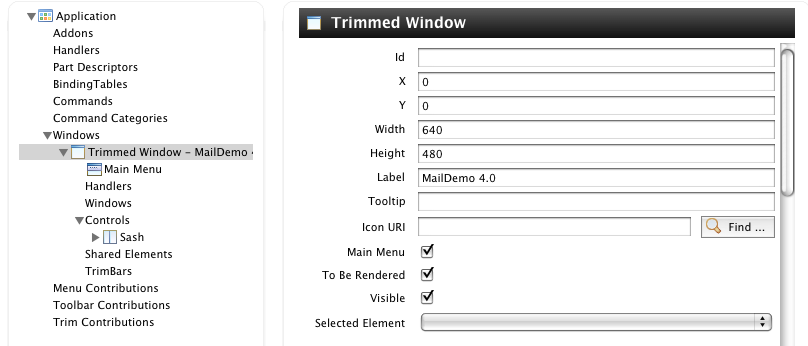 Application
Addons
Handlers
Part Descriptors
BindingTables
Commands
Command Categories
Windows
Trimmed Window - MailDemo 4
Main Menu
Handlers
Windows
Controls
Sash
Shared Elements
TrimBars
Menu Contributions
Toolbar Contributions
Trim Contributions
Trimmed Window
Id
X 0
Y 0
Width 640
Height 480
Label MailDemo 4.0
Tooltip
Icon URI Find ...
Main Menu
To Be Rendered
Visible
Selected Element